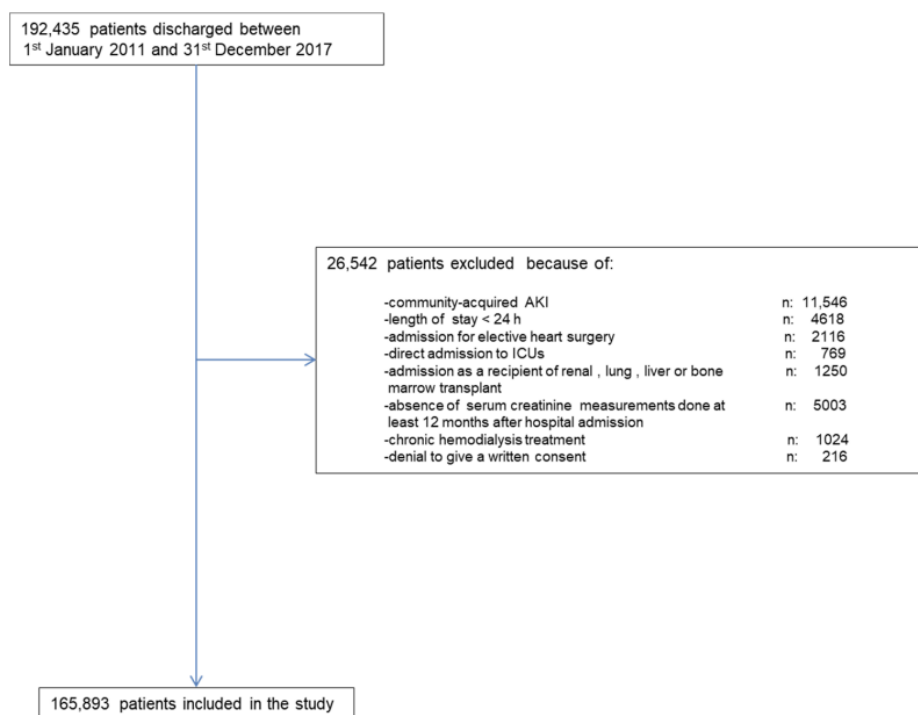 192,435 patients discharged between
1st January 2011 and 31st December 2017
26,542 patients excluded because of:
-community-acquired AKI n: 11,546
-length of stay < 24 h n: 4618
-admission for elective heart surgery n: 2116
-direct admission to ICUs n: 769
-admission as a recipient of renal , lung , liver or bone n: 1250
marrow transplant
-absence of serum creatinine measurements done at n: 5003
least 12 months after hospital admission
-chronic hemodialysis treatment n: 1024
-denial to give a written consent n: 216
165,893 patients included in the study